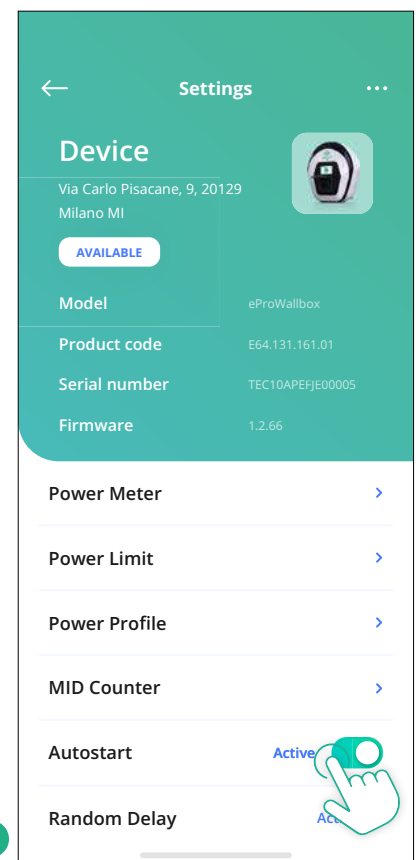 Settings
Device
Via Carlo Pisacane, 9, 20129
Milano MI
AVAILABLE
Model eProWallbox
Product code E64.131.161.01
Serial number TEC10APEFJE00005
Firmware 1.2.66
Power Meter
Power Limit
Power Profile
MID Counter
Autostart Active
Random Delay